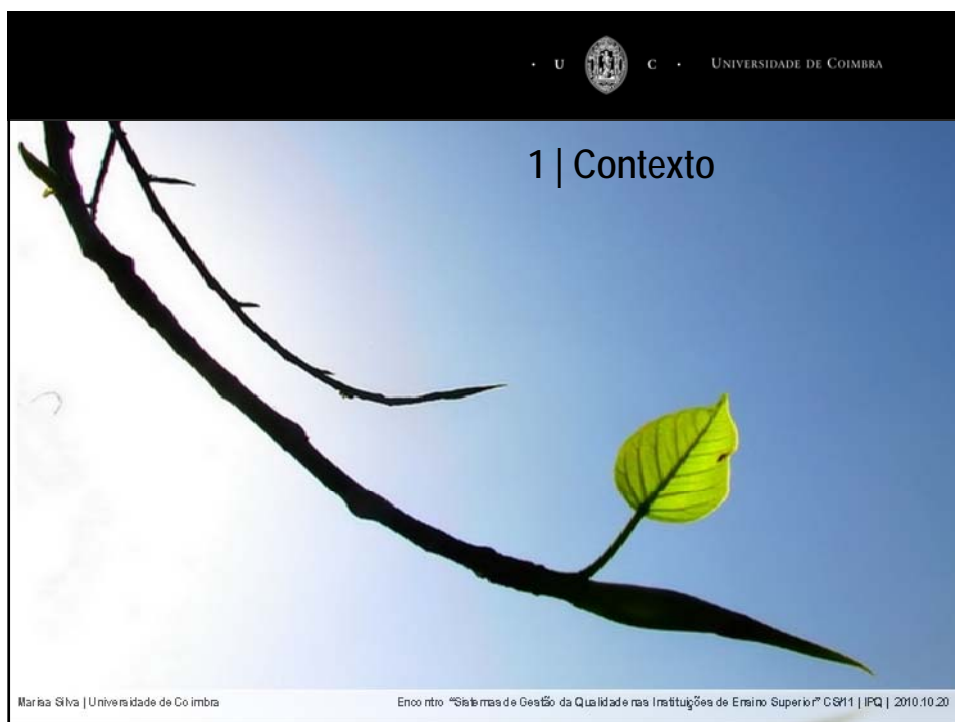 · U C · UNIVERSIDADE DE COIMBRA
1 | Contexto
Marisa Silva | Universidade de Coimbra
Encontro “Sistemas de Gestão da Qualidade nas Instituições de Ensino Superior” CS/11 | IPQ | 2010.10.20